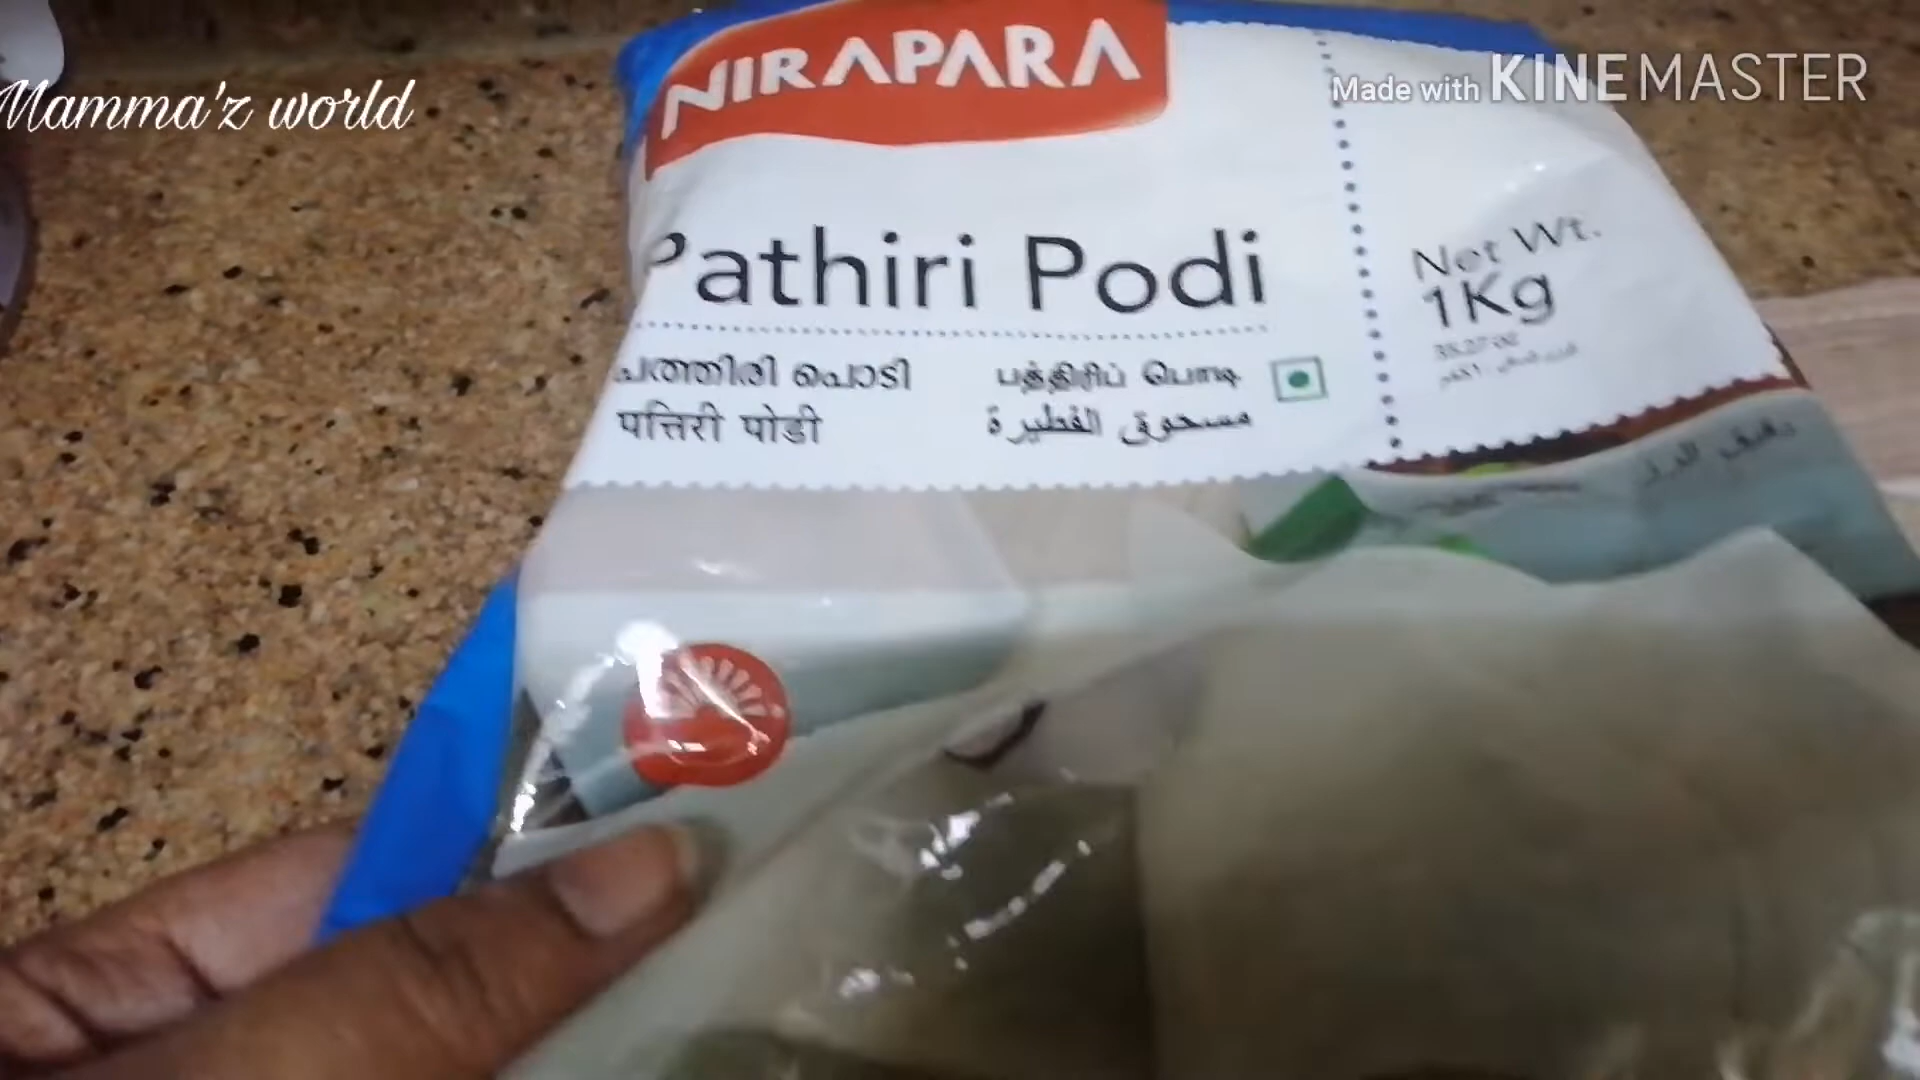 Mamma'z world
Made with KINEMASTER
NIRAPARA
Pathiri Podi
Net Wt.
1Kg
പത്തിരി പൊടി
பத்திரிப் பொடி
पत्तिरी पोडी
مسحوق الفطيرة